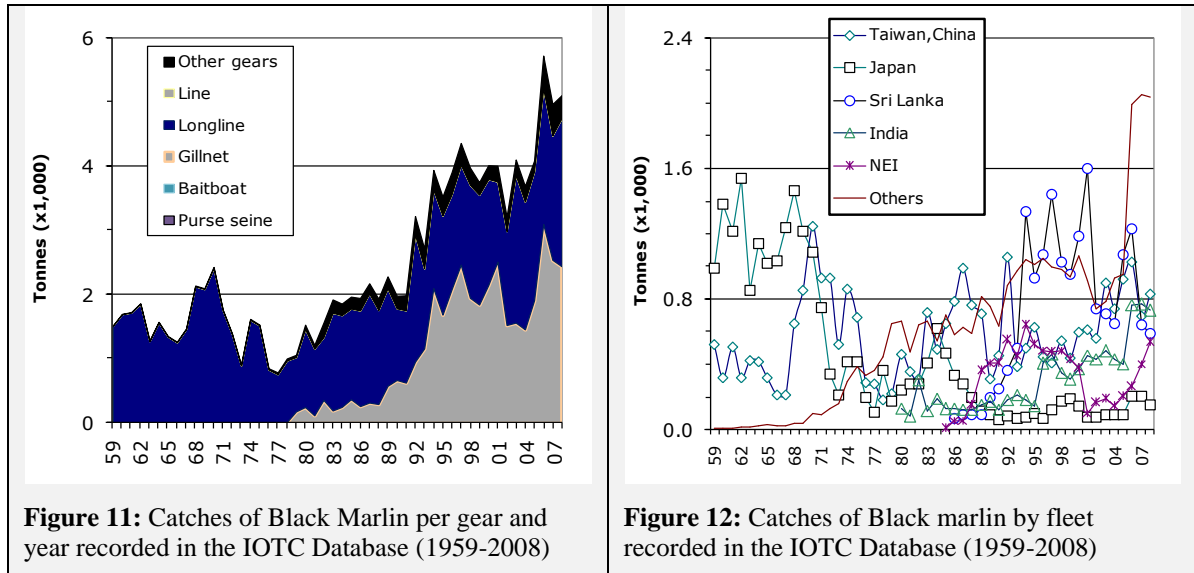 6
4
2
0
Tonnes (x1,000)
Other gears
Line
Longline
Gillnet
Baitboat
Purse seine
59 62 65 68 71 74 77 80 83 86 89 92 95 98 01 04 07
Figure 11: Catches of Black Marlin per gear and
year recorded in the IOTC Database (1959-2008)
2.4
1.6
0.8
0.0
Tonnes (x1,000)
Taiwan,China
Japan
Sri Lanka
India
NEI
Others
59 62 65 68 71 74 77 80 83 86 89 92 95 98 01 04 07
Figure 12: Catches of Black marlin by fleet
recorded in the IOTC Database (1959-2008)